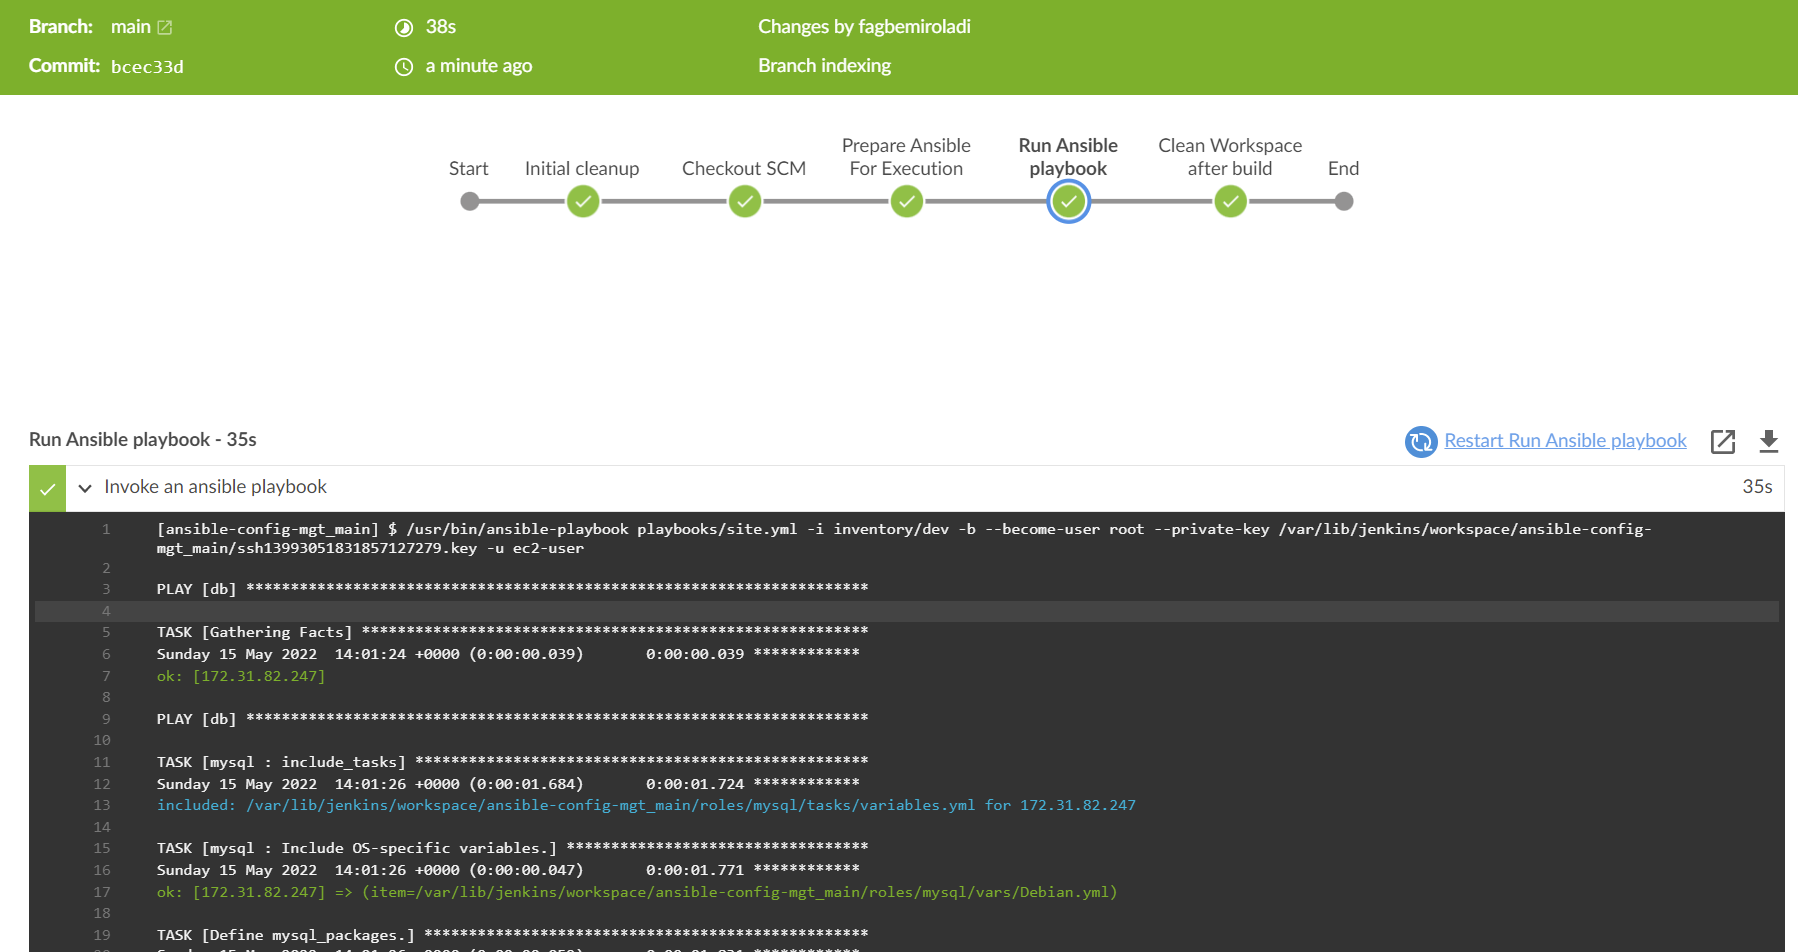 Branch: main
38s
Changes by fagbemiroladi
Commit: bcec33d
a minute ago
Branch indexing
Start
Initial cleanup
Checkout SCM
Prepare Ansible
For Execution
Run Ansible
playbook
Clean Workspace
after build
End
Run Ansible playbook - 35s
Restart Run Ansible playbook
Invoke an ansible playbook
35s
1 [ansible-config-mgt_main] $ /usr/bin/ansible-playbook playbooks/site.yml -i inventory/dev -b --become-user root --private-key /var/lib/jenkins/workspace/ansible-config-
mgt_main/ssh13993051831857127279.key -u ec2-user
2
3 PLAY [db] **********************************************************************
4
5 TASK [Gathering Facts] *********************************************************
6 Sunday 15 May 2022  14:01:24 +0000 (0:00:00.039)       0:00:00.039 ************
7 ok: [172.31.82.247]
8
9 PLAY [db] **********************************************************************
10
11 TASK [mysql : include_tasks] ***************************************************
12 Sunday 15 May 2022  14:01:26 +0000 (0:00:01.684)       0:00:01.724 ************
13 included: /var/lib/jenkins/workspace/ansible-config-mgt_main/roles/mysql/tasks/variables.yml for 172.31.82.247
14
15 TASK [mysql : Include OS-specific variables.] **********************************
16 Sunday 15 May 2022  14:01:26 +0000 (0:00:00.047)       0:00:01.771 ************
17 ok: [172.31.82.247] => (item=/var/lib/jenkins/workspace/ansible-config-mgt_main/roles/mysql/vars/Debian.yml)
18
19 TASK [Define mysql_packages.] **************************************************